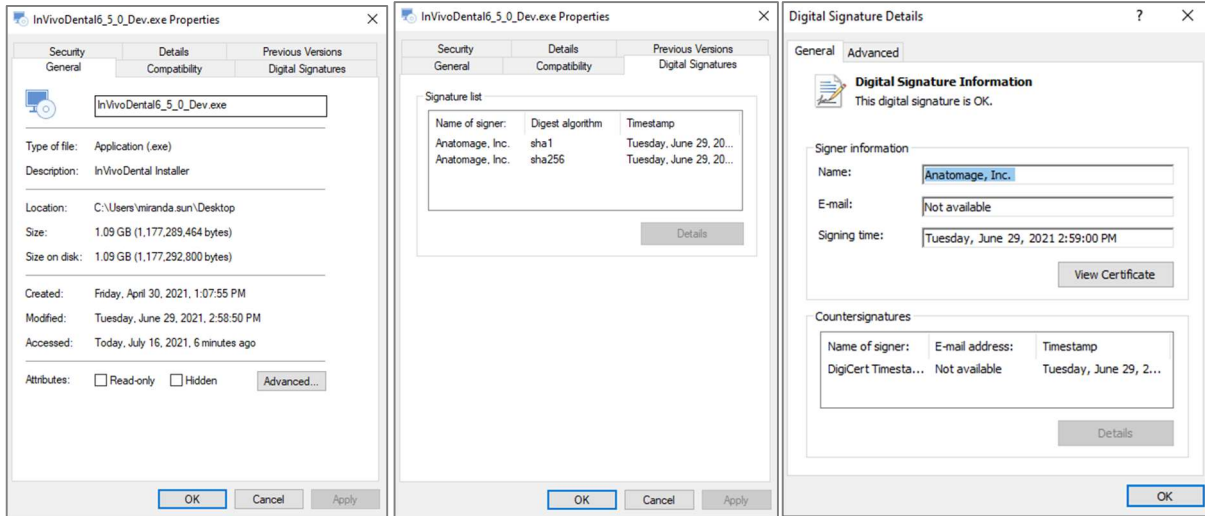 InVivoDental6_5_0_Dev.exe Properties
Security Details Previous Versions
General Compatibility Digital Signatures
InVivoDental6_5_0_Dev.exe
Type of file: Application (.exe)
Description: InVivoDental Installer
Location: C:\Users\miranda.sun\Desktop
Size: 1.09 GB (1,177,289,464 bytes)
Size on disk: 1.09 GB (1,177,292,800 bytes)
Created: Friday, April 30, 2021, 1:07:55 PM
Modified: Tuesday, June 29, 2021, 2:58:50 PM
Accessed: Today, July 16, 2021, 6 minutes ago
Attributes: Read-only Hidden Advanced...
OK Cancel Apply
InVivoDental6_5_0_Dev.exe Properties
Security Details Previous Versions
General Compatibility Digital Signatures
Signature list
Name of signer: Digest algorithm Timestamp
Anatomage, Inc. sha1 Tuesday, June 29, 20...
Anatomage, Inc. sha256 Tuesday, June 29, 20...
Details
OK Cancel Apply
Digital Signature Details ?
General Advanced
Digital Signature Information
This digital signature is OK.
Signer information
Name: Anatomage, Inc.
E-mail: Not available
Signing time: Tuesday, June 29, 2021 2:59:00 PM
View Certificate
Countersignatures
Name of signer: E-mail address: Timestamp
DigiCert Timesta... Not available Tuesday, June 29, 2...
Details
OK